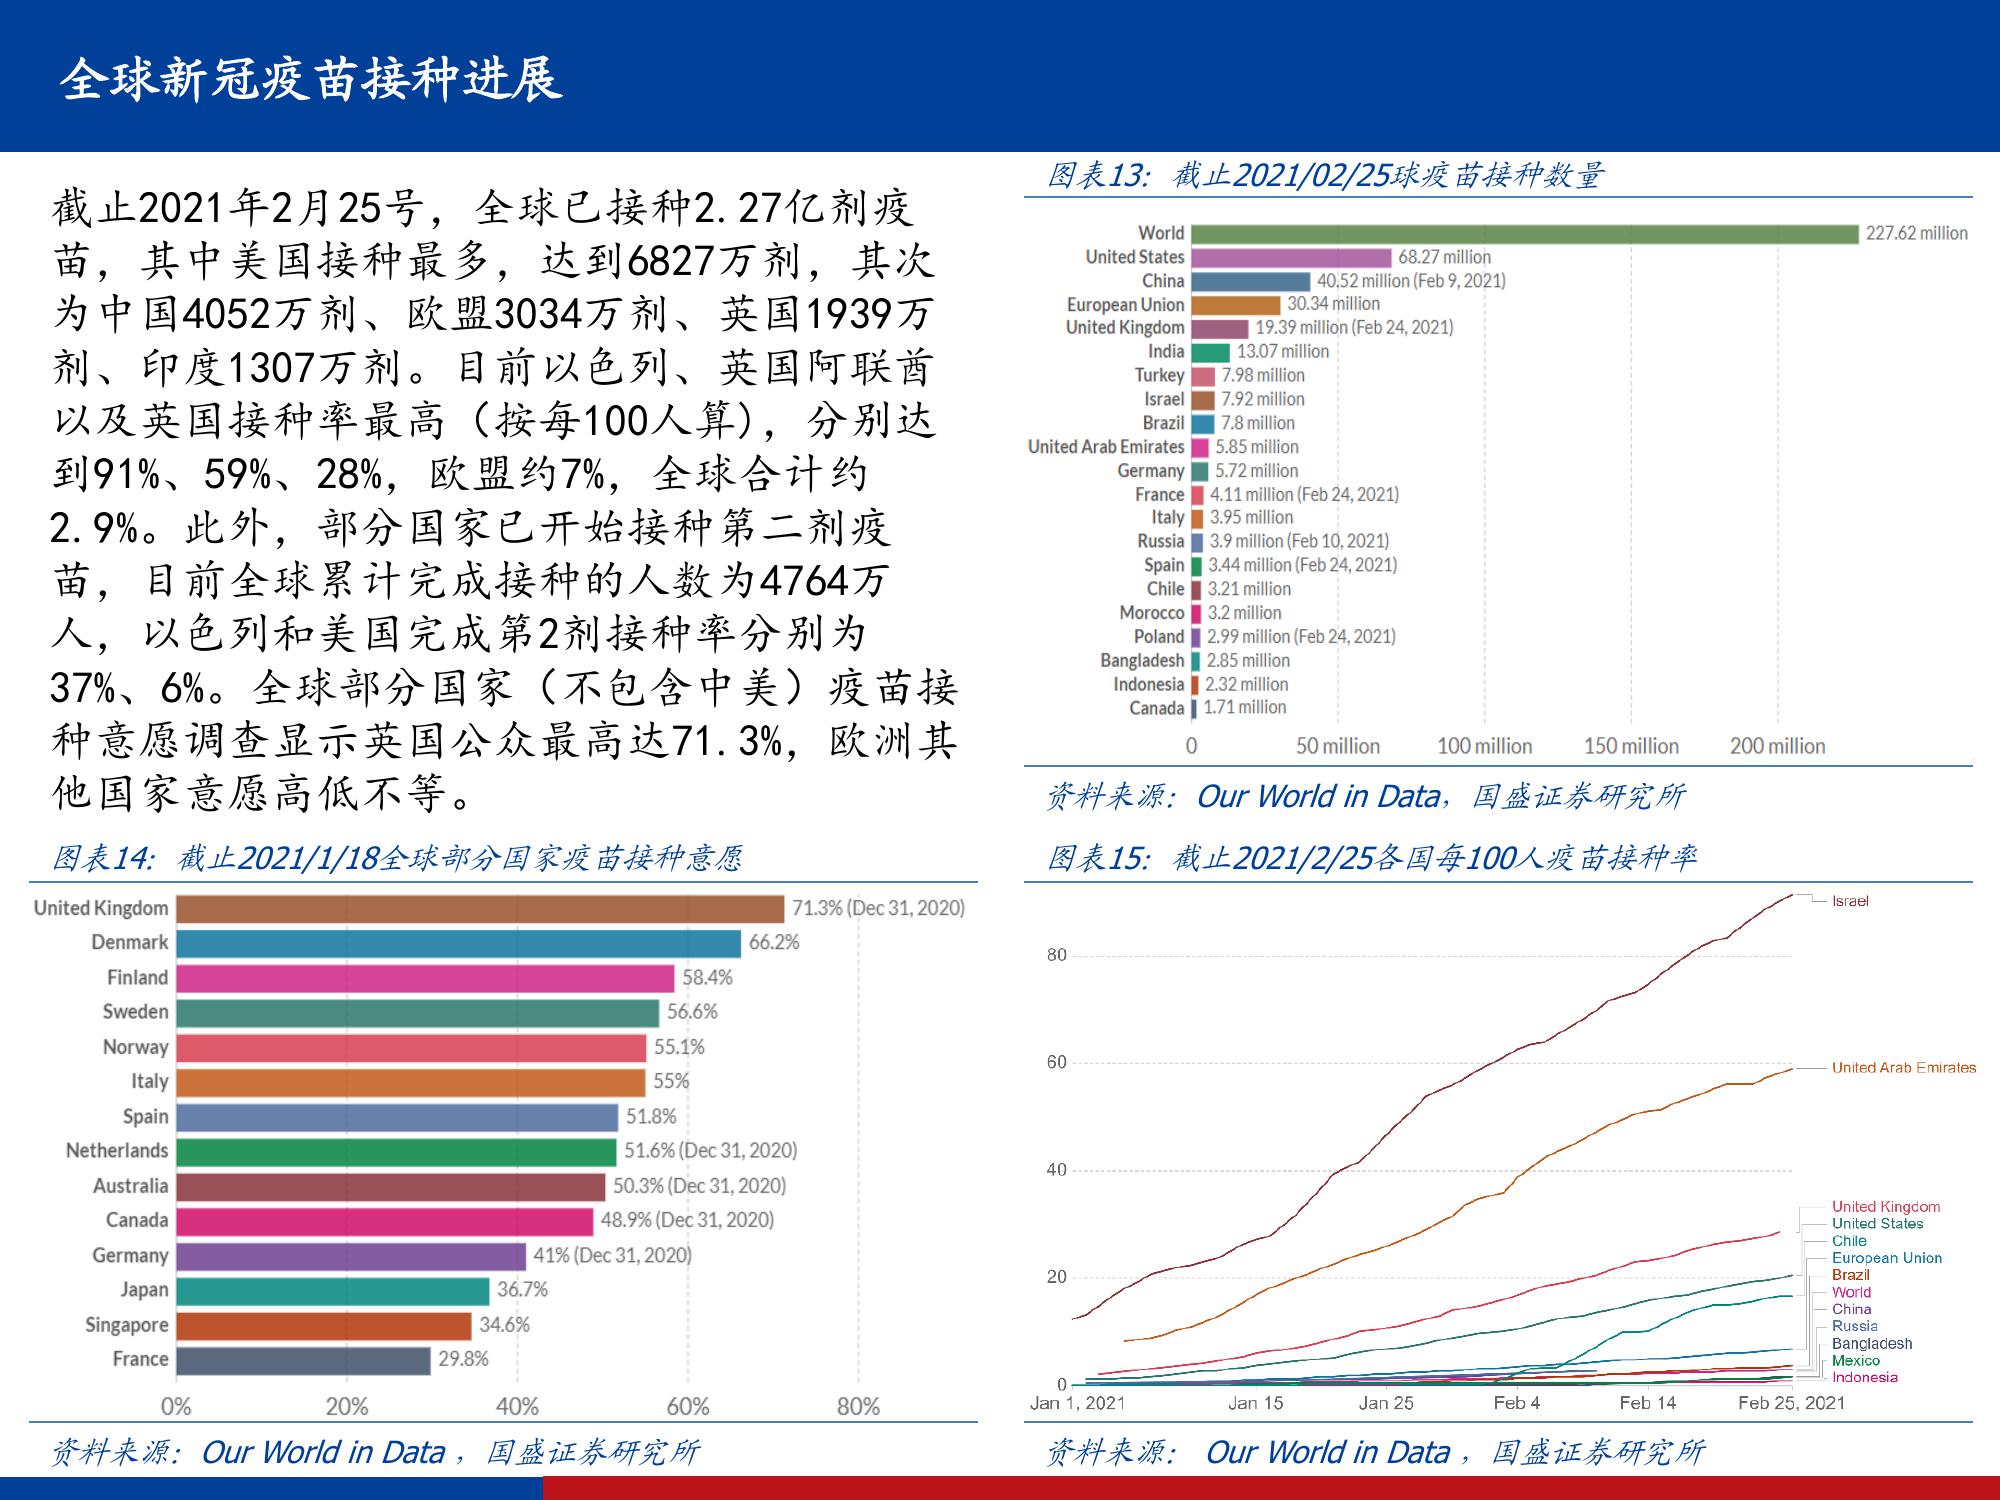 全球新冠疫苗接种进展
截止2021年2月25号，全球已接种2.27亿剂疫
苗，其中美国接种最多，达到6827万剂，其次
为中国4052万剂、欧盟3034万剂、英国1939万
剂、印度1307万剂。目前以色列、英国阿联酋
以及英国接种率最高（按每100人算），分别达
到91%、59%、28%，欧盟约7%，全球合计约
2.9%。此外，部分国家已开始接种第二剂疫
苗，目前全球累计完成接种的人数为4764万
人，以色列和美国完成第2剂接种率分别为
37%、6%。全球部分国家（不包含中美）疫苗接
种意愿调查显示英国公众最高达71.3%，欧洲其
他国家意愿高低不等。
图表13：截止2021/02/25球疫苗接种数量
World 227.62 million
United States 68.27 million
China 40.52 million (Feb 9, 2021)
European Union 30.34 million
United Kingdom 19.39 million (Feb 24, 2021)
India 13.07 million
Turkey 7.98 million
Israel 7.92 million
Brazil 7.8 million
United Arab Emirates 5.85 million
Germany 5.72 million
France 4.11 million (Feb 24, 2021)
Italy 3.95 million
Russia 3.9 million (Feb 10, 2021)
Spain 3.44 million (Feb 24, 2021)
Chile 3.21 million
Morocco 3.2 million
Poland 2.99 million (Feb 24, 2021)
Bangladesh 2.85 million
Indonesia 2.32 million
Canada 1.71 million
0 50 million 100 million 150 million 200 million
资料来源：Our World in Data，国盛证券研究所
图表14：截止2021/1/18全球部分国家疫苗接种意愿
United Kingdom 71.3% (Dec 31, 2020)
Denmark 66.2%
Finland 58.4%
Sweden 56.6%
Norway 55.1%
Italy 55%
Spain 51.8%
Netherlands 51.6% (Dec 31, 2020)
Australia 50.3% (Dec 31, 2020)
Canada 48.9% (Dec 31, 2020)
Germany 41% (Dec 31, 2020)
Japan 36.7%
Singapore 34.6%
France 29.8%
0% 20% 40% 60% 80%
资料来源：Our World in Data，国盛证券研究所
图表15：截止2021/2/25各国每100人疫苗接种率
Israel
80
60
United Arab Emirates
40
United Kingdom
United States
Chile
European Union
20
Brazil
World
China
Russia
Bangladesh
Mexico
Indonesia
0
Jan 1, 2021 Jan 15 Jan 25 Feb 4 Feb 14 Feb 25, 2021
资料来源： Our World in Data，国盛证券研究所